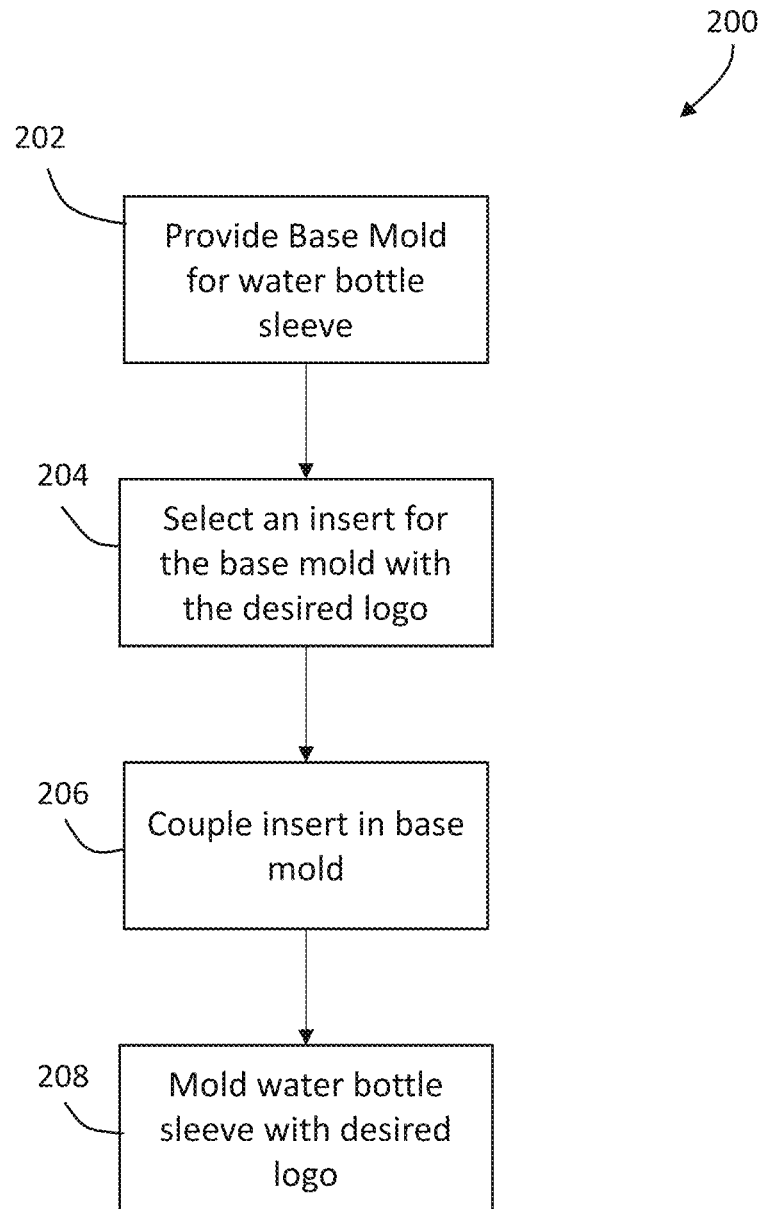 200
202
Provide Base Mold
for water bottle
sleeve
204
Select an insert for
the base mold with
the desired logo
206
Couple insert in base
mold
208
Mold water bottle
sleeve with desired
logo